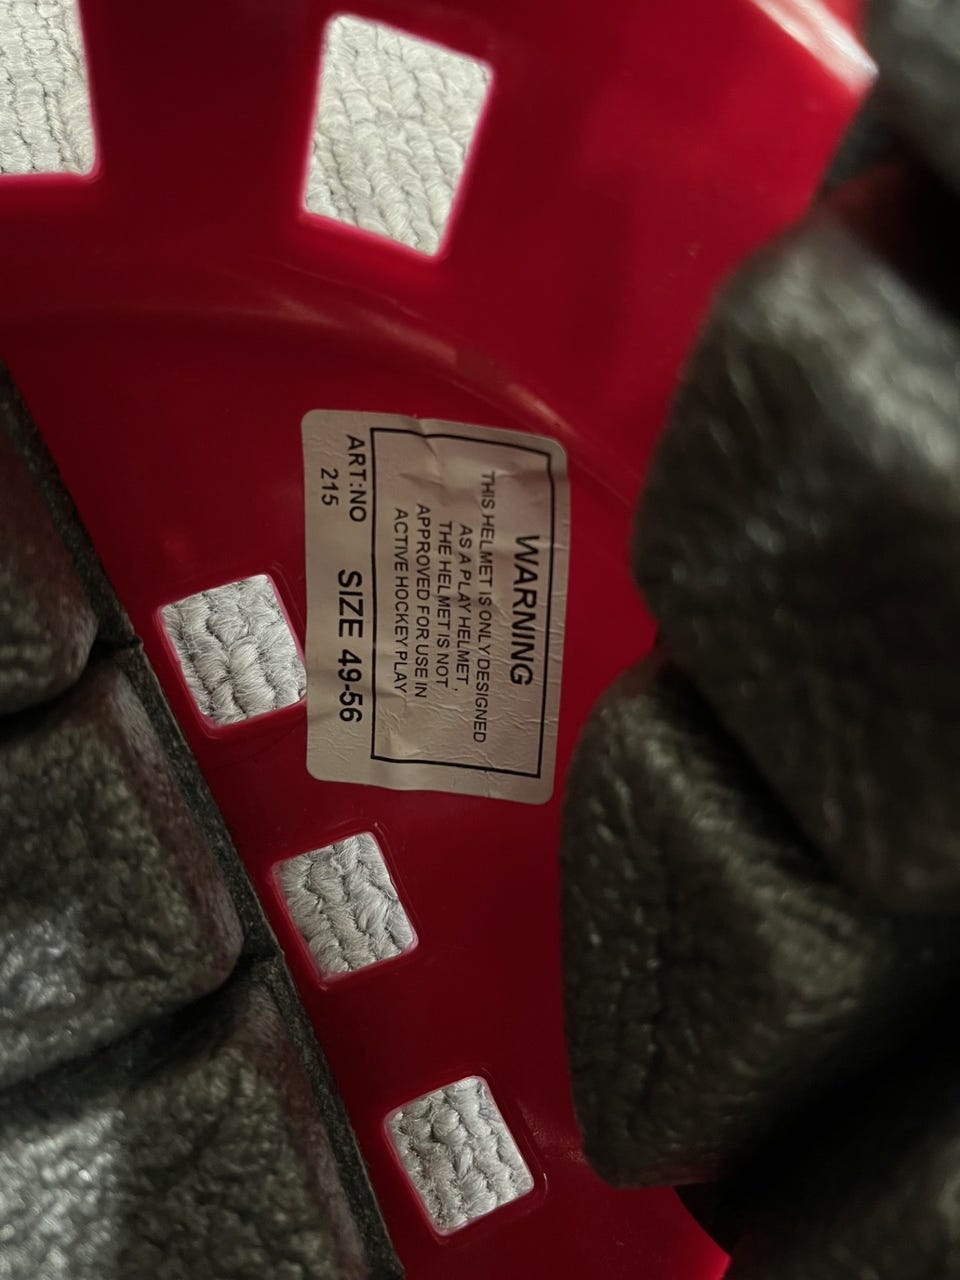 WARNING
THIS HELMET IS ONLY DESIGNED
AS A PLAY HELMET,
THE HELMET IS NOT
APPROVED FOR USE IN
ACTIVE HOCKEY PLAY
ART:NO SIZE 49-56
215